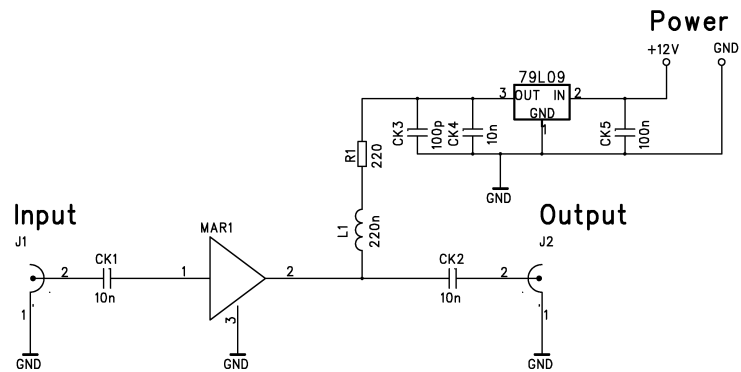 Power
+12V GND
79L09
3 OUT IN 2
GND
1
CK3 100p CK4 10n CK5 100n
R1 220
GND
L1 220n
Input
J1
MAR1
Output
J2
2 CK1 1 2 CK2 2
10n 10n
1 3 1
GND GND GND